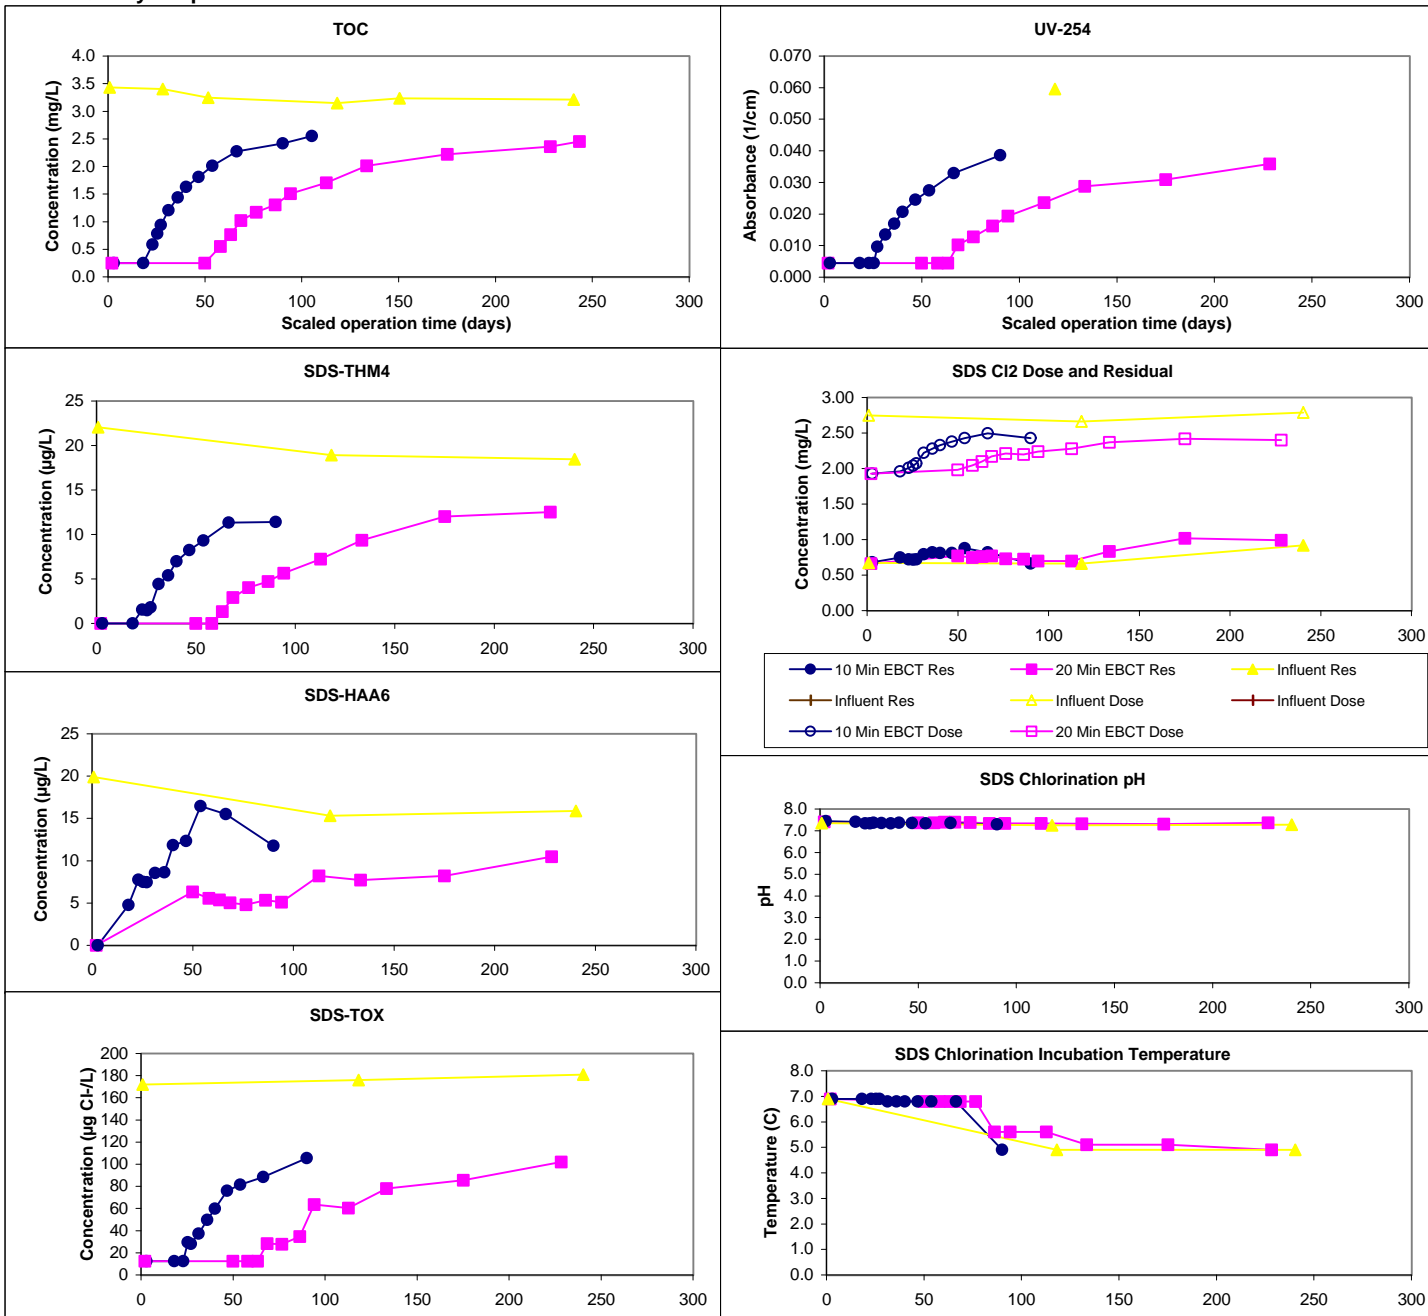 TOC
4.0
3.5
3.0
2.5
2.0
1.5
1.0
0.5
0.0
Concentration (mg/L)
0 50 100 150 200 250 300
Scaled operation time (days)
UV-254
0.070
0.060
0.050
0.040
0.030
0.020
0.010
0.000
Absorbance (1/cm)
0 50 100 150 200 250 300
Scaled operation time (days)
SDS-THM4
25
20
15
10
5
0
Concentration (µg/L)
0 50 100 150 200 250 300
SDS Cl2 Dose and Residual
3.00
2.50
2.00
1.50
1.00
0.50
0.00
Concentration (mg/L)
0 50 100 150 200 250 300
10 Min EBCT Res 20 Min EBCT Res Influent Res
Influent Res Influent Dose Influent Dose
10 Min EBCT Dose 20 Min EBCT Dose
SDS-HAA6
25
20
15
10
5
0
Concentration (µg/L)
0 50 100 150 200 250 300
SDS Chlorination pH
8.0
7.0
6.0
5.0
4.0
3.0
2.0
1.0
0.0
pH
0 50 100 150 200 250 300
SDS-TOX
200
180
160
140
120
100
80
60
40
20
0
Concentration (µg Cl-/L)
0 50 100 150 200 250 300
SDS Chlorination Incubation Temperature
8.0
7.0
6.0
5.0
4.0
3.0
2.0
1.0
0.0
Temperature (C)
0 50 100 150 200 250 300